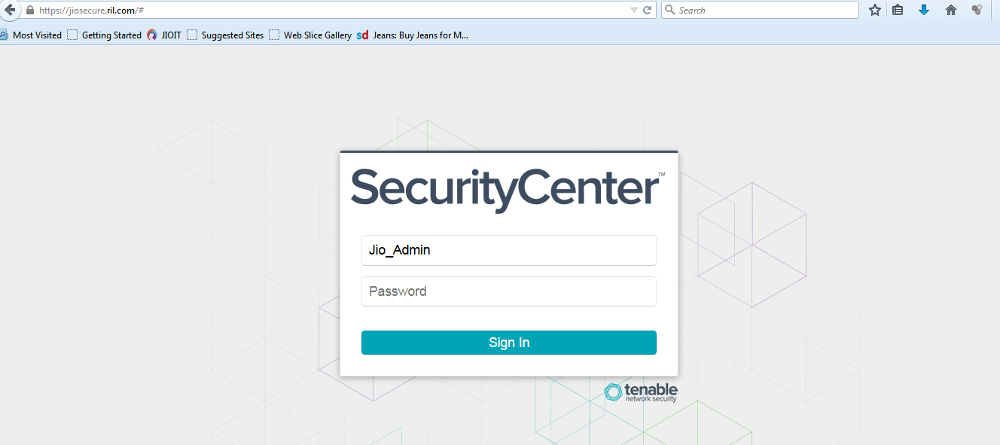 https://jiosecure.ril.com/#
Search
Most Visited Getting Started JIOIT Suggested Sites Web Slice Gallery sd Jeans: Buy Jeans for M...
SecurityCenter™
Jio_Admin
Password
Sign In
tenable
network security